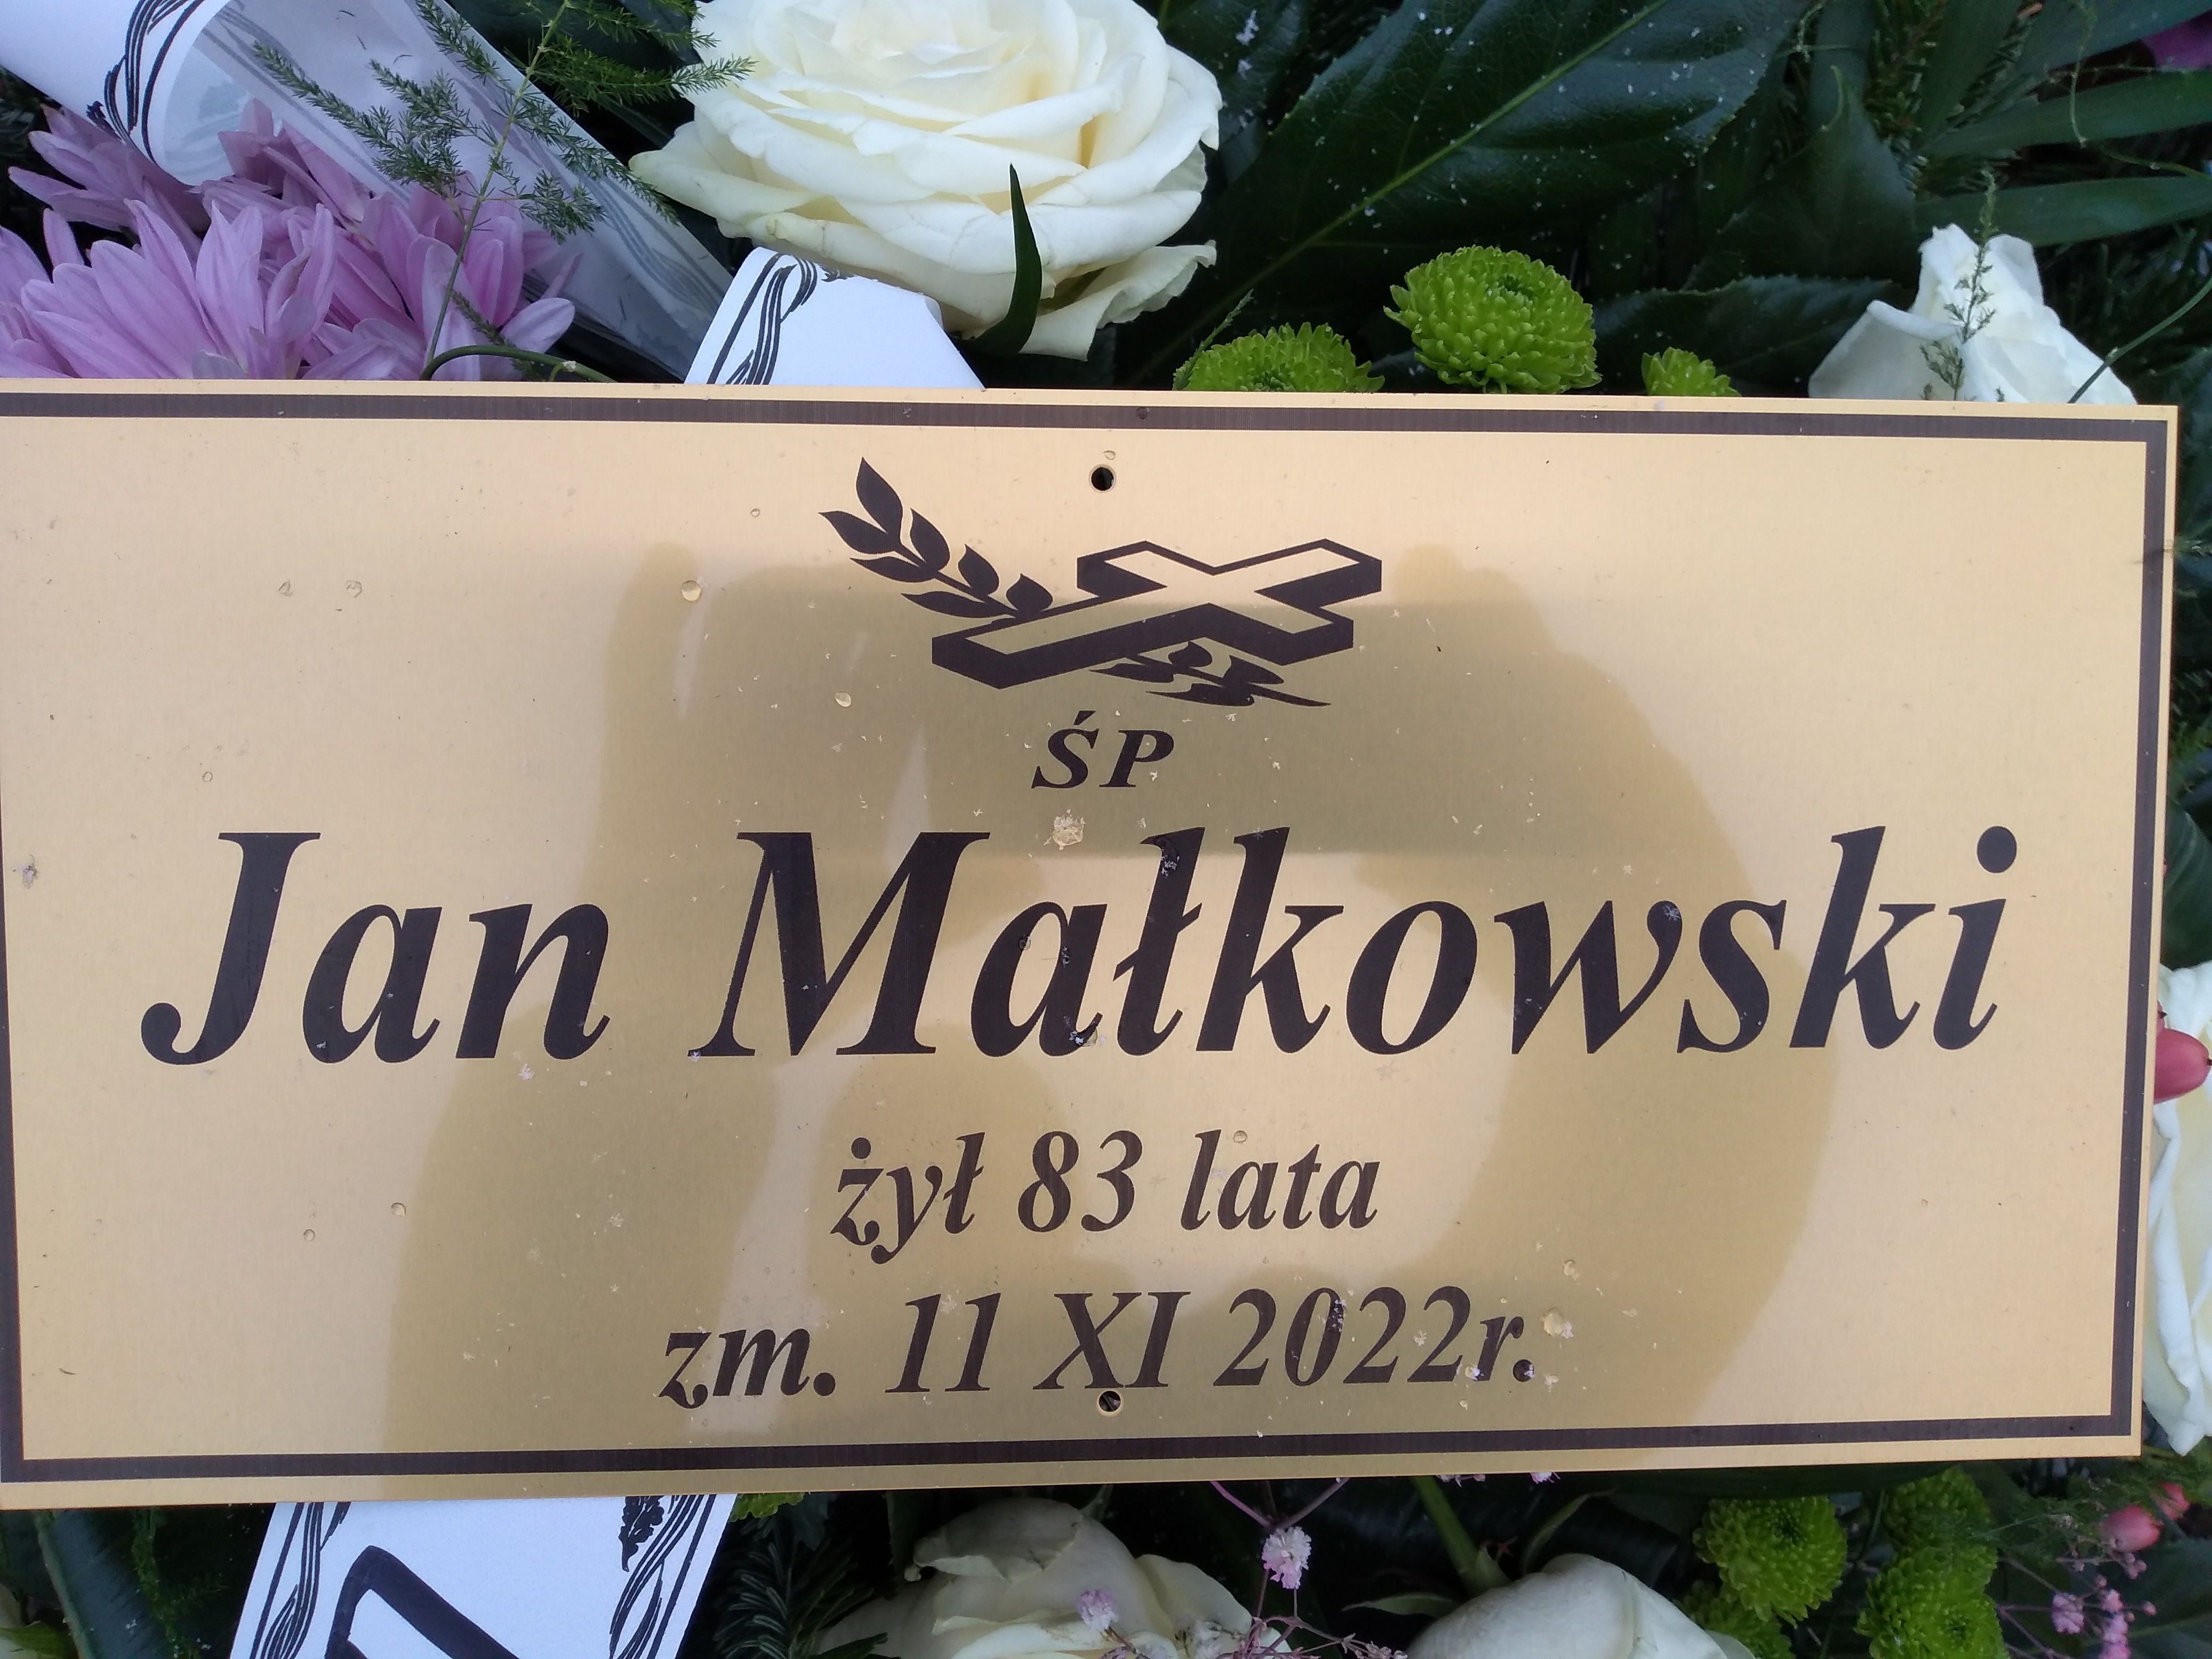 ŚP
Jan Małkowski
żył 83 lata
zm. 11 XI 2022r.